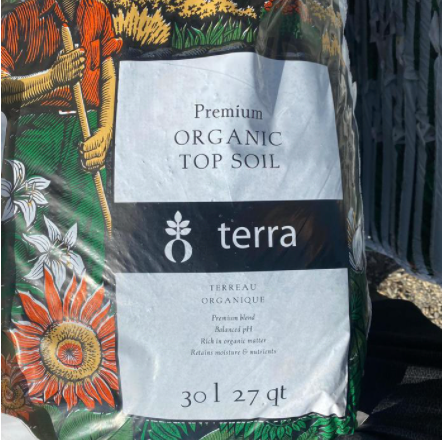 Premium
ORGANIC
TOP SOIL
terra
TERREAU
ORGANIQUE
Premium blend
Balanced pH
Rich in organic matter
Retains moisture & nutrients
30 l 27 qt